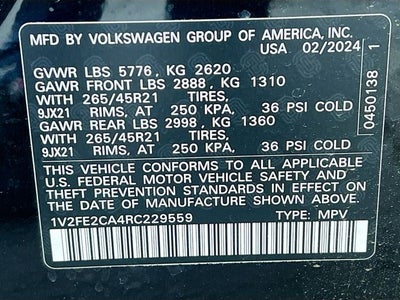 MFD BY VOLKSWAGEN GROUP OF AMERICA, INC.
USA 02/2024
GVWR LBS 5776, KG 2620
GAWR FRONT LBS 2888, KG 1310
WITH 265/45R21 TIRES,
9JX21 RIMS, AT 250 KPA, 36 PSI COLD
GAWR REAR LBS 2998, KG 1360
WITH 265/45R21 TIRES,
9JX21 RIMS, AT 250 KPA, 36 PSI COLD
THIS VEHICLE CONFORMS TO ALL APPLICABLE
U.S. FEDERAL MOTOR VEHICLE SAFETY AND
THEFT PREVENTION STANDARDS IN EFFECT ON THE
DATE OF MANUFACTURE SHOWN ABOVE.
1V2FE2CA4RC229559 TYPE: MPV
0450138 1